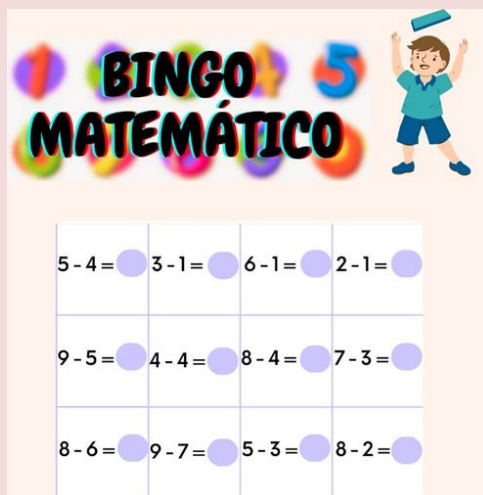 BINGO
MATEMÁTICO
5-4= 3-1= 6-1= 2-1=
9-5= 4-4= 8-4= 7-3=
8-6= 9-7= 5-3= 8-2=